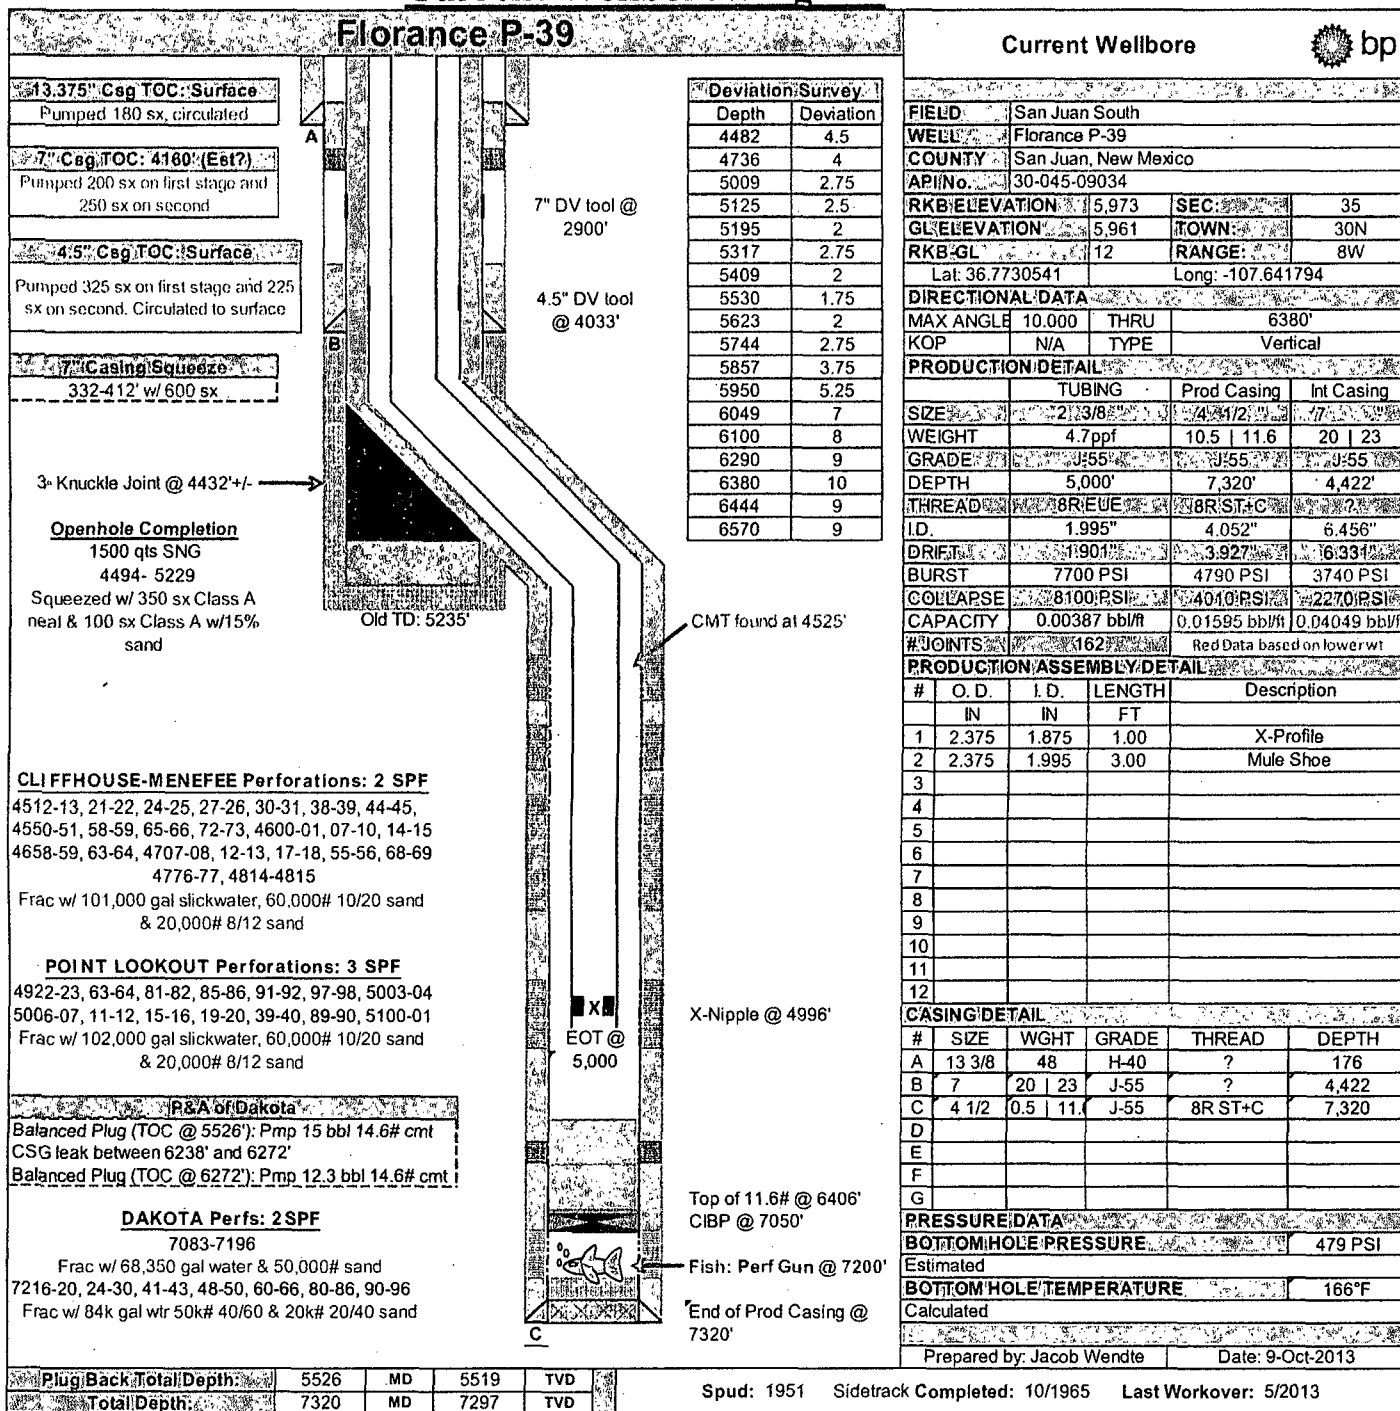 Florance P-39
Current Wellbore
bp
13.375" Csg TOC: Surface
Pumped 180 sx, circulated
7" Csg TOC: 4160' (Est?)
Pumped 200 sx on first stage and
250 sx on second
4.5" Csg TOC: Surface
Pumped 325 sx on first stage and 225
sx on second. Circulated to surface
7" Casing Squeeze
332-412' w/ 600 sx
3° Knuckle Joint @ 4432'+/-
Openhole Completion
1500 qts SNG
4494- 5229
Squeezed w/ 350 sx Class A
neal & 100 sx Class A w/15%
sand
A
B
7" DV tool @
2900'
4.5" DV tool
@ 4033'
Old TD: 5235'
CMT found at 4525'
Deviation Survey
Depth Deviation
4482 4.5
4736 4
5009 2.75
5125 2.5
5195 2
5317 2.75
5409 2
5530 1.75
5623 2
5744 2.75
5857 3.75
5950 5.25
6049 7
6100 8
6290 9
6380 10
6444 9
6570 9
CLIFFHOUSE-MENEFEE Perforations: 2 SPF
4512-13, 21-22, 24-25, 27-26, 30-31, 38-39, 44-45,
4550-51, 58-59, 65-66, 72-73, 4600-01, 07-10, 14-15
4658-59, 63-64, 4707-08, 12-13, 17-18, 55-56, 68-69
4776-77, 4814-4815
Frac w/ 101,000 gal slickwater, 60,000# 10/20 sand
& 20,000# 8/12 sand
POINT LOOKOUT Perforations: 3 SPF
4922-23, 63-64, 81-82, 85-86, 91-92, 97-98, 5003-04
5006-07, 11-12, 15-16, 19-20, 39-40, 89-90, 5100-01
Frac w/ 102,000 gal slickwater, 60,000# 10/20 sand
& 20,000# 8/12 sand
P&A of Dakota
Balanced Plug (TOC @ 5526'): Pmp 15 bbl 14.6# cmt
CSG leak between 6238' and 6272'
Balanced Plug (TOC @ 6272'): Pmp 12.3 bbl 14.6# cmt
DAKOTA Perfs: 2SPF
7083-7196
Frac w/ 68,350 gal water & 50,000# sand
7216-20, 24-30, 41-43, 48-50, 60-66, 80-86, 90-96
Frac w/ 84k gal wtr 50k# 40/60 & 20k# 20/40 sand
X
EOT @
5,000
X-Nipple @ 4996'
Top of 11.6# @ 6406'
CIBP @ 7050'
Fish: Perf Gun @ 7200'
End of Prod Casing @
7320'
C
FIELD San Juan South
WELL Florance P-39
COUNTY San Juan, New Mexico
API No. 30-045-09034
RKB ELEVATION 5,973 SEC: 35
GL ELEVATION 5,961 TOWN: 30N
RKB-GL 12 RANGE: 8W
Lat: 36.7730541 Long: -107.641794
DIRECTIONAL DATA
MAX ANGLE 10.000 THRU 6380'
KOP N/A TYPE Vertical
PRODUCTION DETAIL
TUBING Prod Casing Int Casing
SIZE 2 3/8" 4 1/2 " 7 "
WEIGHT 4.7ppf 10.5 | 11.6 20 | 23
GRADE J-55 J-55 J-55
DEPTH 5,000' 7,320' 4,422'
THREAD 8R EUE 8R ST+C ?
I.D. 1.995" 4.052" 6.456"
DRIFT 1.901" 3.927" 6.331"
BURST 7700 PSI 4790 PSI 3740 PSI
COLLAPSE 8100 PSI 4010 PSI 2270 PSI
CAPACITY 0.00387 bbl/ft 0.01595 bbl/ft 0.04049 bbl/f
# JOINTS 162 Red Data based on lower wt
PRODUCTION ASSEMBLY DETAIL
# O. D. I. D. LENGTH Description
IN IN FT
1 2.375 1.875 1.00 X-Profile
2 2.375 1.995 3.00 Mule Shoe
3
4
5
6
7
8
9
10
11
12
CASING DETAIL
# SIZE WGHT GRADE THREAD DEPTH
A 13 3/8 48 H-40 ? 176
B 7 20 | 23 J-55 ? 4,422
C 4 1/2 0.5 | 11. J-55 8R ST+C 7,320
D
E
F
G
PRESSURE DATA
BOTTOM HOLE PRESSURE 479 PSI
Estimated
BOTTOM HOLE TEMPERATURE 166°F
Calculated
Prepared by: Jacob Wendte Date: 9-Oct-2013
Plug Back Total Depth: 5526 MD 5519 TVD
Total Depth: 7320 MD 7297 TVD
Spud: 1951 Sidetrack Completed: 10/1965 Last Workover: 5/2013